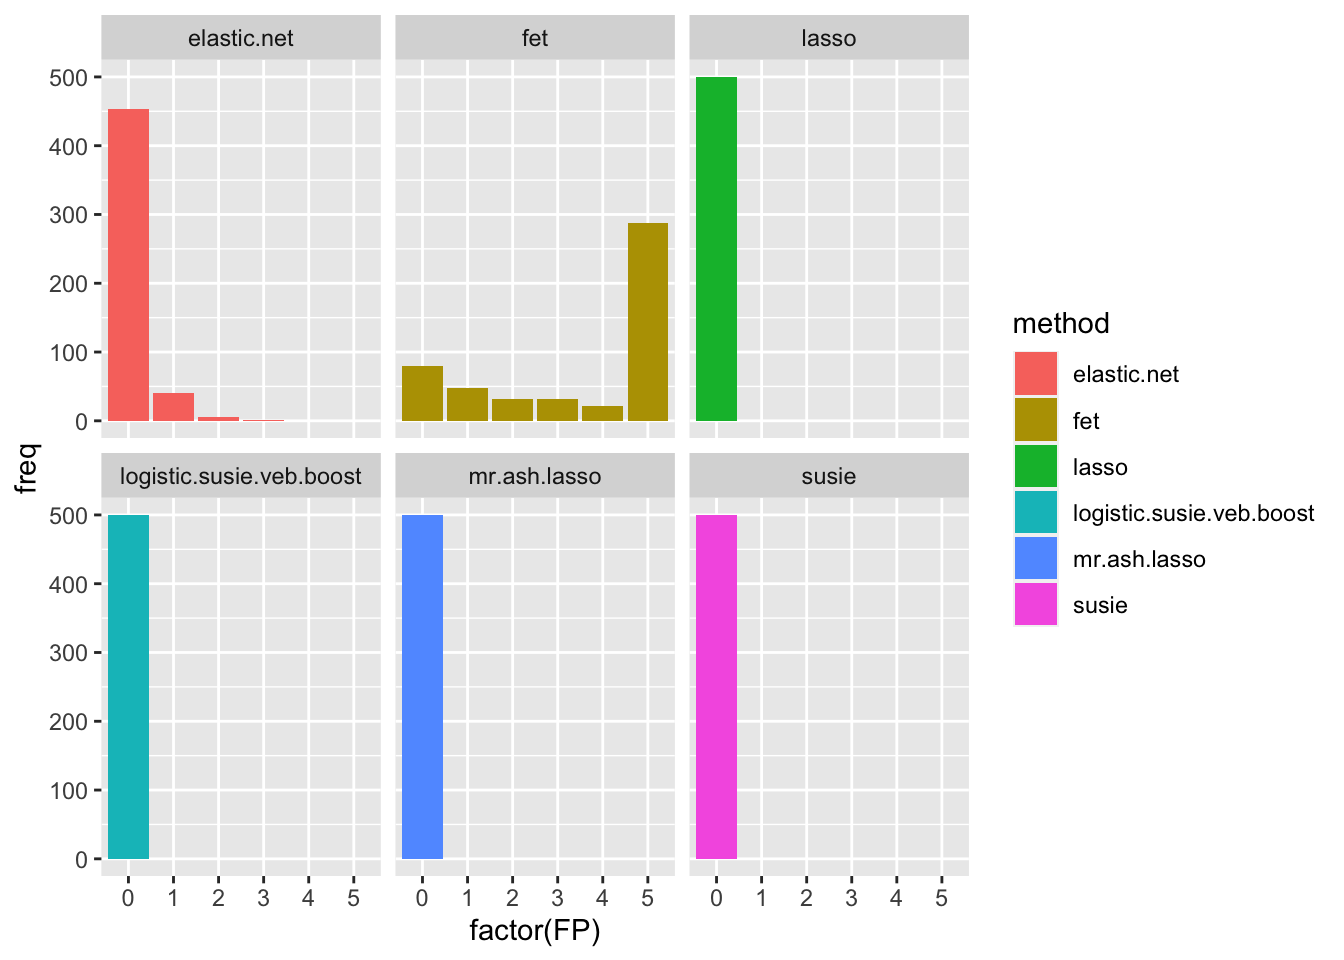 elastic.net fet lasso
500
400
300
200
100
0
logistic.susie.veb.boost mr.ash.lasso susie
500
400
300
200
100
0
0 1 2 3 4 5 0 1 2 3 4 5 0 1 2 3 4 5
factor(FP)
freq
method
elastic.net
fet
lasso
logistic.susie.veb.boost
mr.ash.lasso
susie